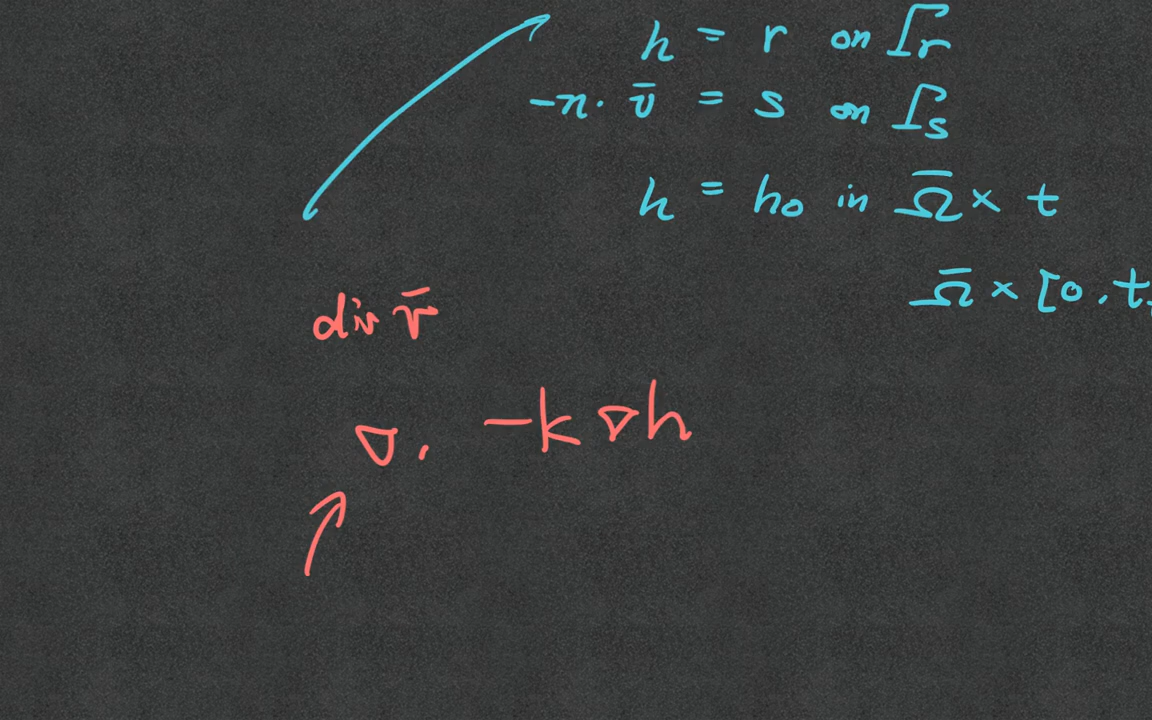 h = r on Γr
-n · v̄ = s on Γs
h = h₀ in Ω̄ × t
Ω̄ × [0, t
div v̄
∇ · -k ∇h